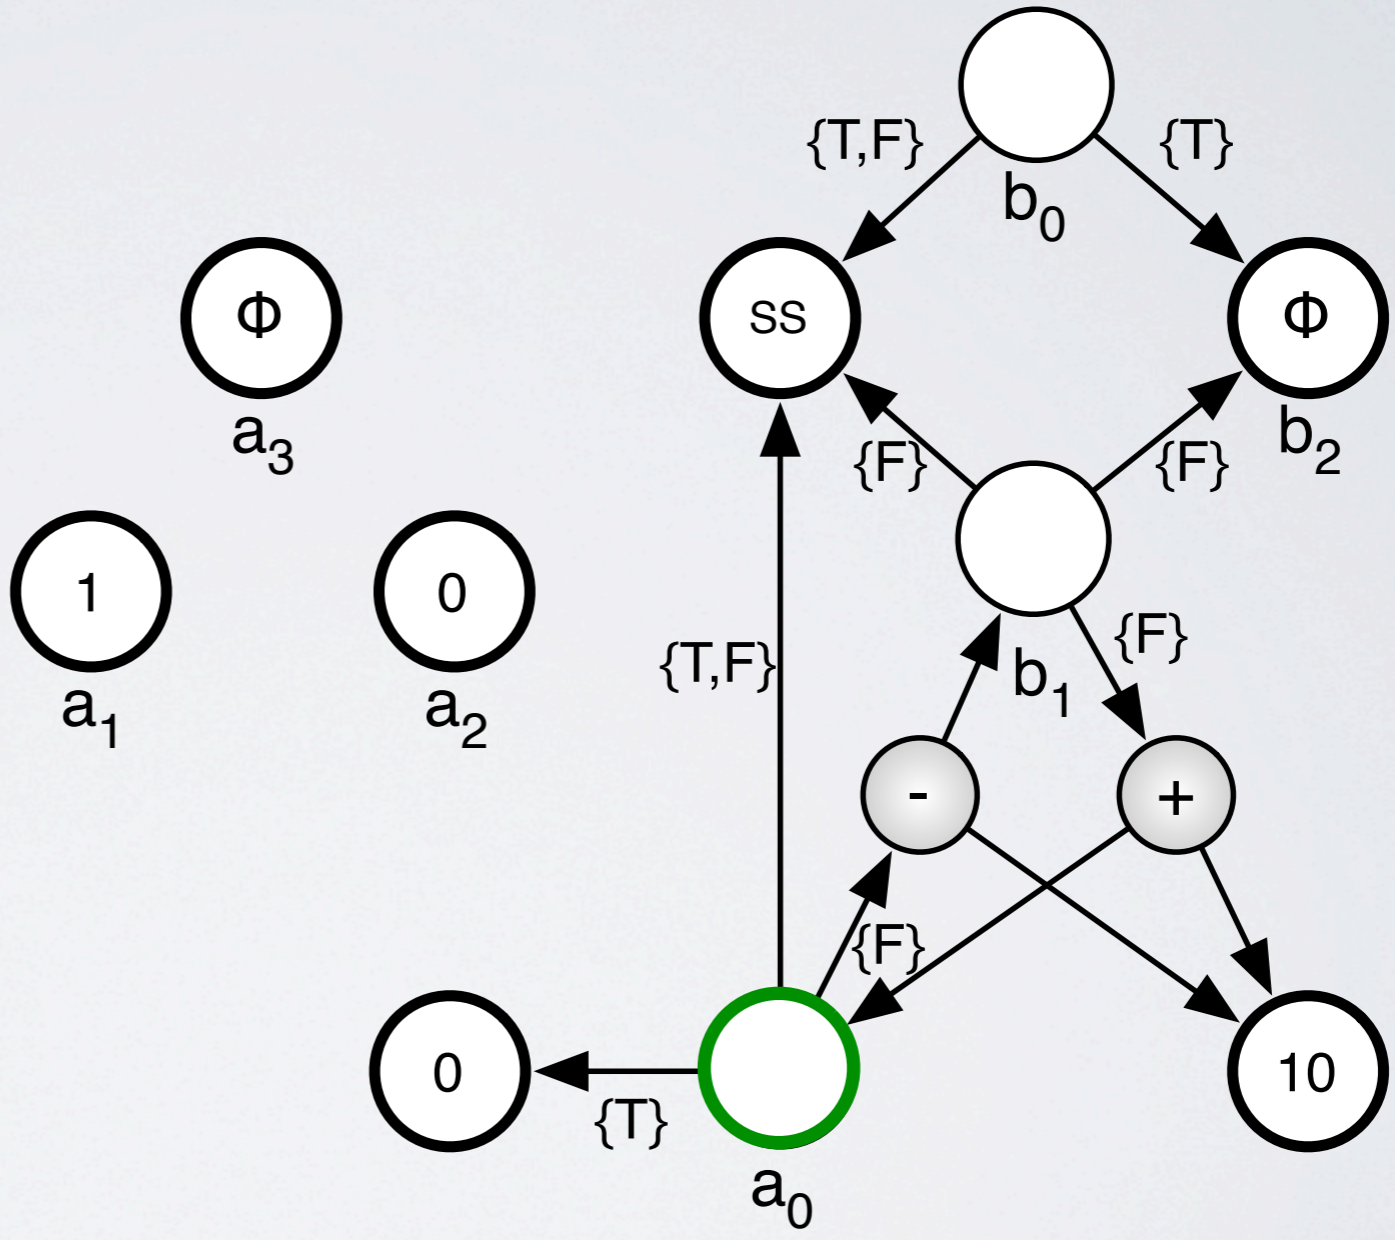 {T,F}
{T}
b0
SS
Φ
Φ
a3
b2
{F}
{F}
1
0
a1
a2
{T,F}
{F}
b1
-
+
{F}
0
10
{T}
a0